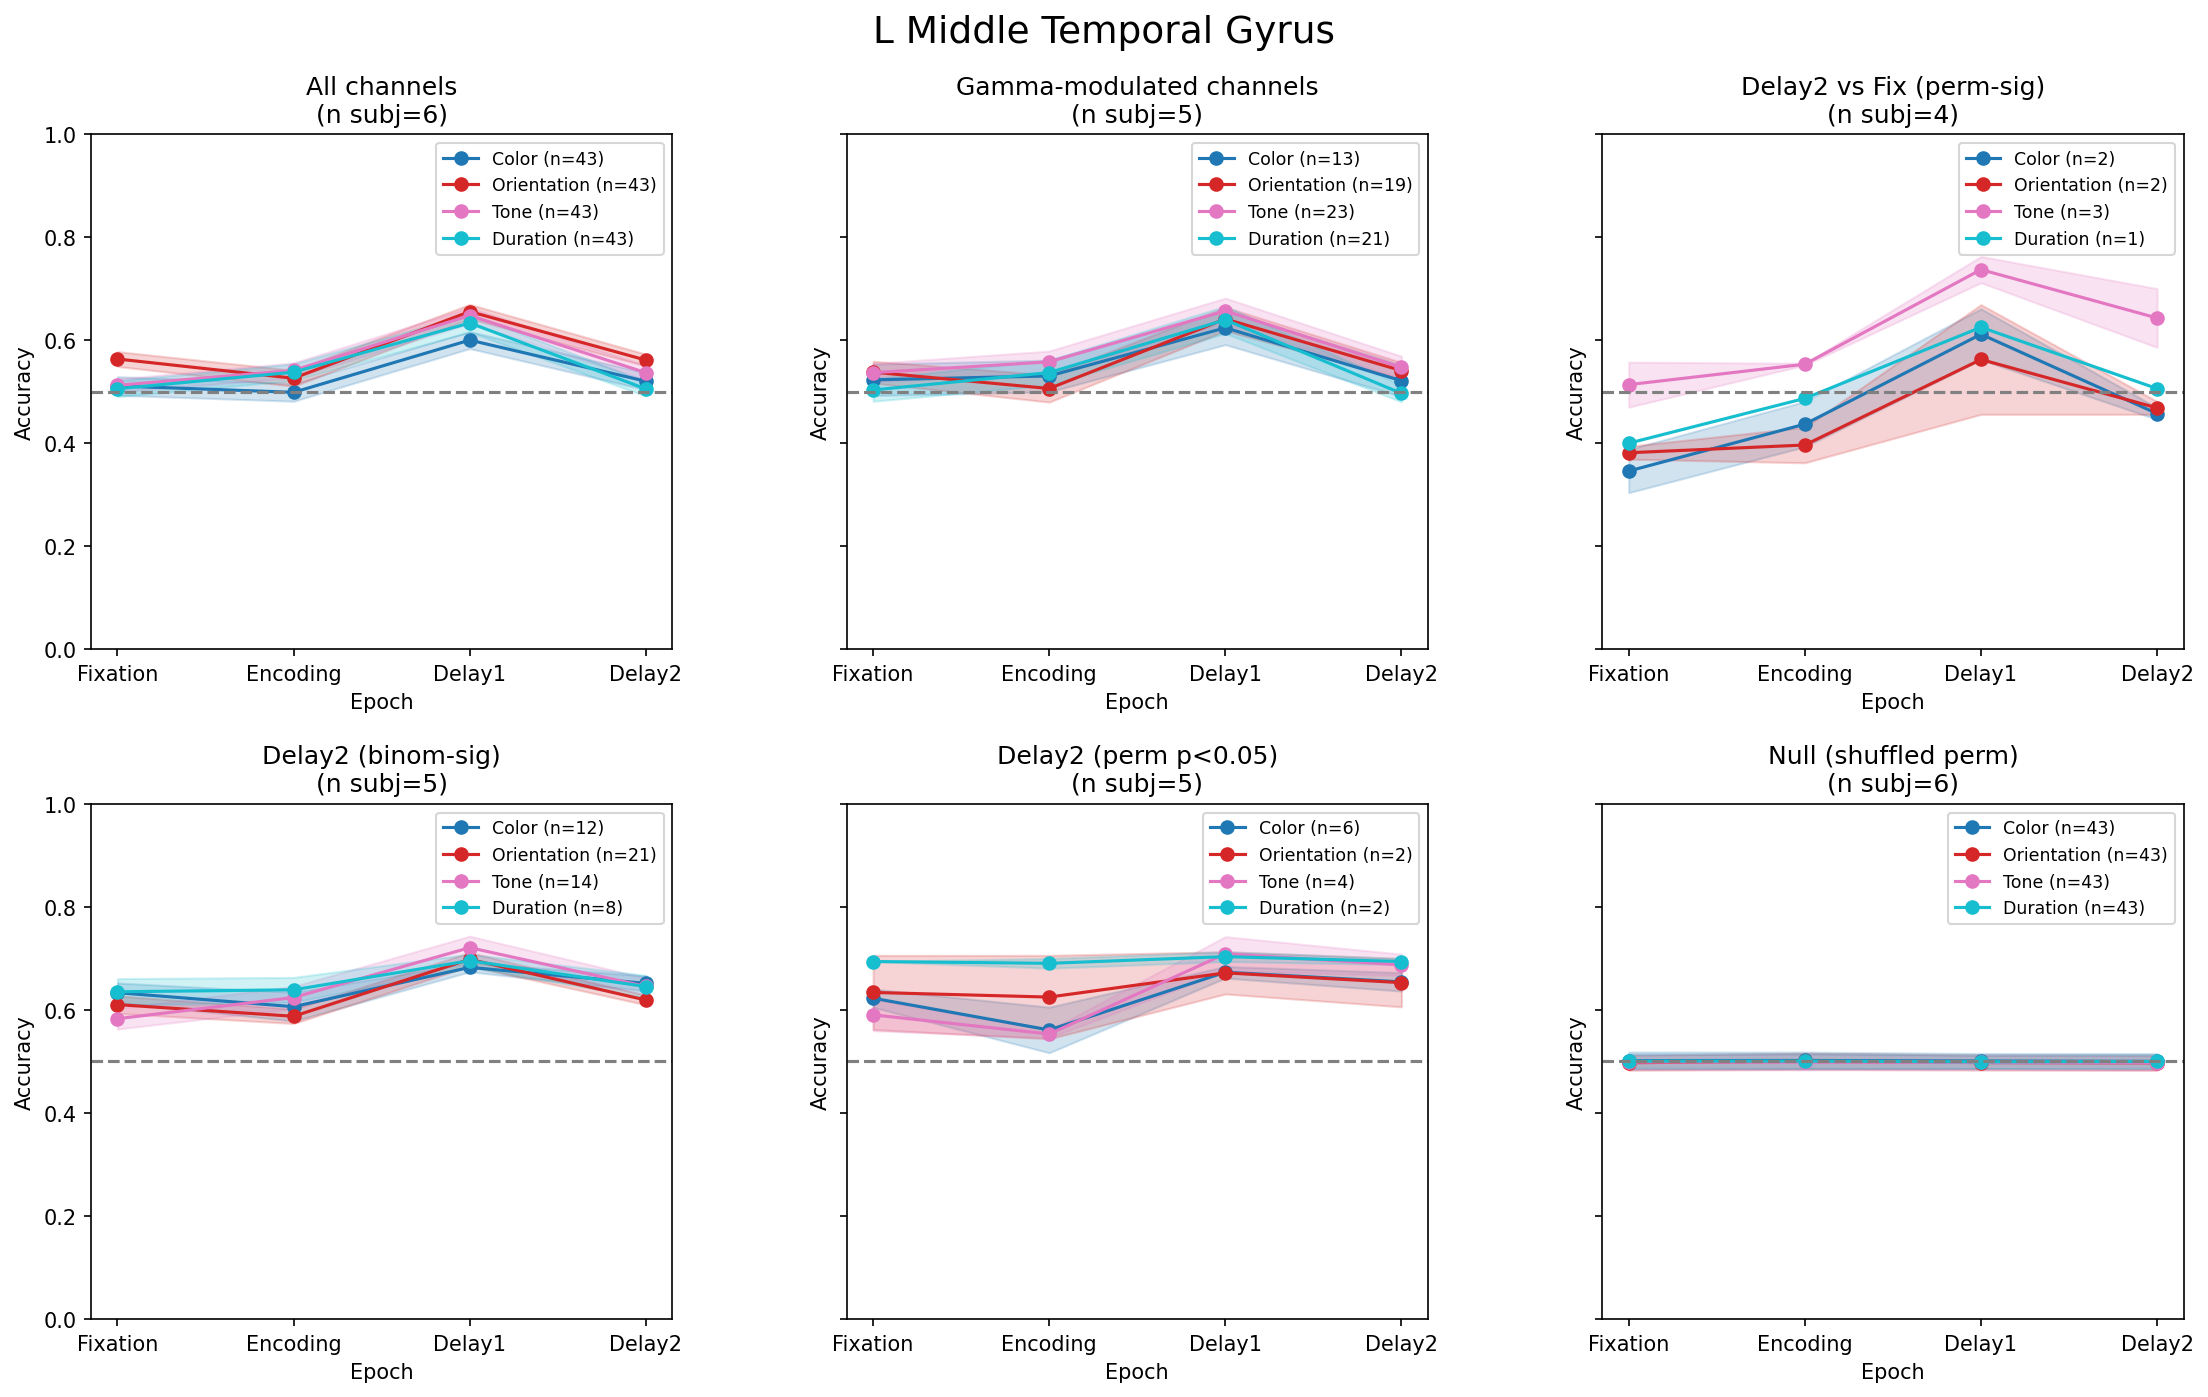 L Middle Temporal Gyrus
All channels
(n subj=6)
Color (n=43)
Orientation (n=43)
Tone (n=43)
Duration (n=43)
1.0
0.8
0.6
0.4
0.2
0.0
Accuracy
Fixation Encoding Delay1 Delay2
Epoch
Gamma-modulated channels
(n subj=5)
Color (n=13)
Orientation (n=19)
Tone (n=23)
Duration (n=21)
Accuracy
Fixation Encoding Delay1 Delay2
Epoch
Delay2 vs Fix (perm-sig)
(n subj=4)
Color (n=2)
Orientation (n=2)
Tone (n=3)
Duration (n=1)
Accuracy
Fixation Encoding Delay1 Delay2
Epoch
Delay2 (binom-sig)
(n subj=5)
Color (n=12)
Orientation (n=21)
Tone (n=14)
Duration (n=8)
1.0
0.8
0.6
0.4
0.2
0.0
Accuracy
Fixation Encoding Delay1 Delay2
Epoch
Delay2 (perm p<0.05)
(n subj=5)
Color (n=6)
Orientation (n=2)
Tone (n=4)
Duration (n=2)
Accuracy
Fixation Encoding Delay1 Delay2
Epoch
Null (shuffled perm)
(n subj=6)
Color (n=43)
Orientation (n=43)
Tone (n=43)
Duration (n=43)
Accuracy
Fixation Encoding Delay1 Delay2
Epoch